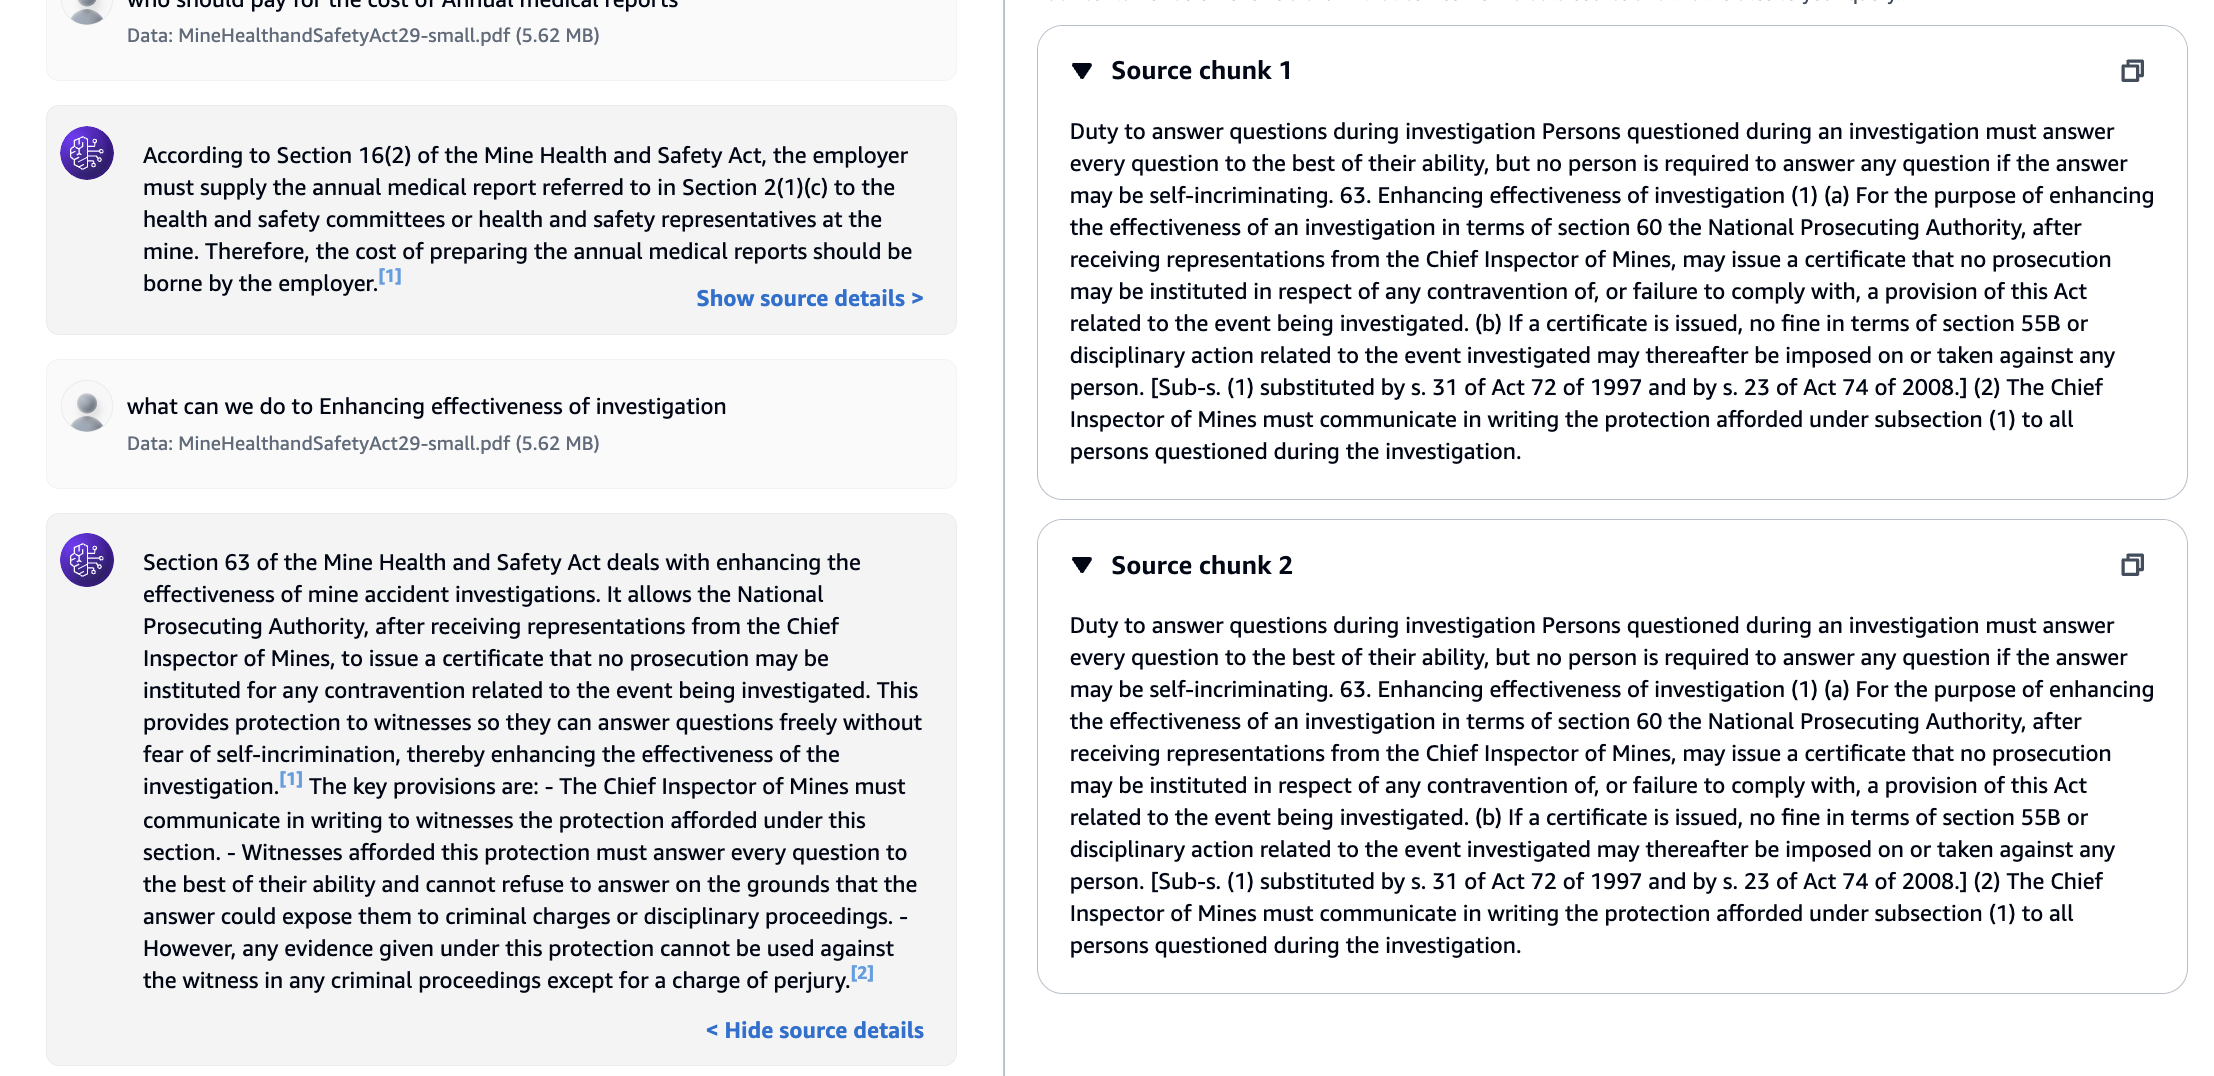 who should pay for the cost of Annual medical reports
Data: MineHealthandSafetyAct29-small.pdf (5.62 MB)
According to Section 16(2) of the Mine Health and Safety Act, the employer
must supply the annual medical report referred to in Section 2(1)(c) to the
health and safety committees or health and safety representatives at the
mine. Therefore, the cost of preparing the annual medical reports should be
borne by the employer.[1]
Show source details >
what can we do to Enhancing effectiveness of investigation
Data: MineHealthandSafetyAct29-small.pdf (5.62 MB)
Section 63 of the Mine Health and Safety Act deals with enhancing the
effectiveness of mine accident investigations. It allows the National
Prosecuting Authority, after receiving representations from the Chief
Inspector of Mines, to issue a certificate that no prosecution may be
instituted for any contravention related to the event being investigated. This
provides protection to witnesses so they can answer questions freely without
fear of self-incrimination, thereby enhancing the effectiveness of the
investigation.[1] The key provisions are: - The Chief Inspector of Mines must
communicate in writing to witnesses the protection afforded under this
section. - Witnesses afforded this protection must answer every question to
the best of their ability and cannot refuse to answer on the grounds that the
answer could expose them to criminal charges or disciplinary proceedings. -
However, any evidence given under this protection cannot be used against
the witness in any criminal proceedings except for a charge of perjury.[2]
< Hide source details
Source chunk 1
Duty to answer questions during investigation Persons questioned during an investigation must answer
every question to the best of their ability, but no person is required to answer any question if the answer
may be self-incriminating. 63. Enhancing effectiveness of investigation (1) (a) For the purpose of enhancing
the effectiveness of an investigation in terms of section 60 the National Prosecuting Authority, after
receiving representations from the Chief Inspector of Mines, may issue a certificate that no prosecution
may be instituted in respect of any contravention of, or failure to comply with, a provision of this Act
related to the event being investigated. (b) If a certificate is issued, no fine in terms of section 55B or
disciplinary action related to the event investigated may thereafter be imposed on or taken against any
person. [Sub-s. (1) substituted by s. 31 of Act 72 of 1997 and by s. 23 of Act 74 of 2008.] (2) The Chief
Inspector of Mines must communicate in writing the protection afforded under subsection (1) to all
persons questioned during the investigation.
Source chunk 2
Duty to answer questions during investigation Persons questioned during an investigation must answer
every question to the best of their ability, but no person is required to answer any question if the answer
may be self-incriminating. 63. Enhancing effectiveness of investigation (1) (a) For the purpose of enhancing
the effectiveness of an investigation in terms of section 60 the National Prosecuting Authority, after
receiving representations from the Chief Inspector of Mines, may issue a certificate that no prosecution
may be instituted in respect of any contravention of, or failure to comply with, a provision of this Act
related to the event being investigated. (b) If a certificate is issued, no fine in terms of section 55B or
disciplinary action related to the event investigated may thereafter be imposed on or taken against any
person. [Sub-s. (1) substituted by s. 31 of Act 72 of 1997 and by s. 23 of Act 74 of 2008.] (2) The Chief
Inspector of Mines must communicate in writing the protection afforded under subsection (1) to all
persons questioned during the investigation.